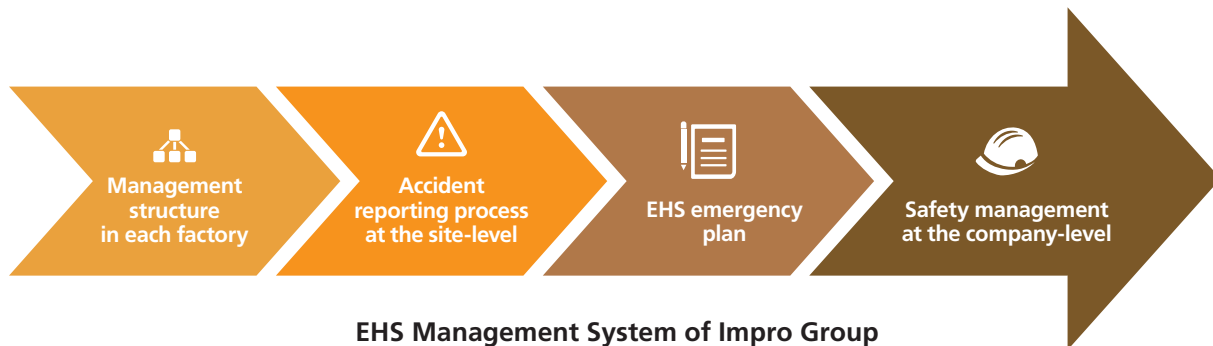 Management
structure
in each factory
Accident
reporting process
at the site-level
EHS emergency
plan
Safety management
at the company-level
EHS Management System of Impro Group